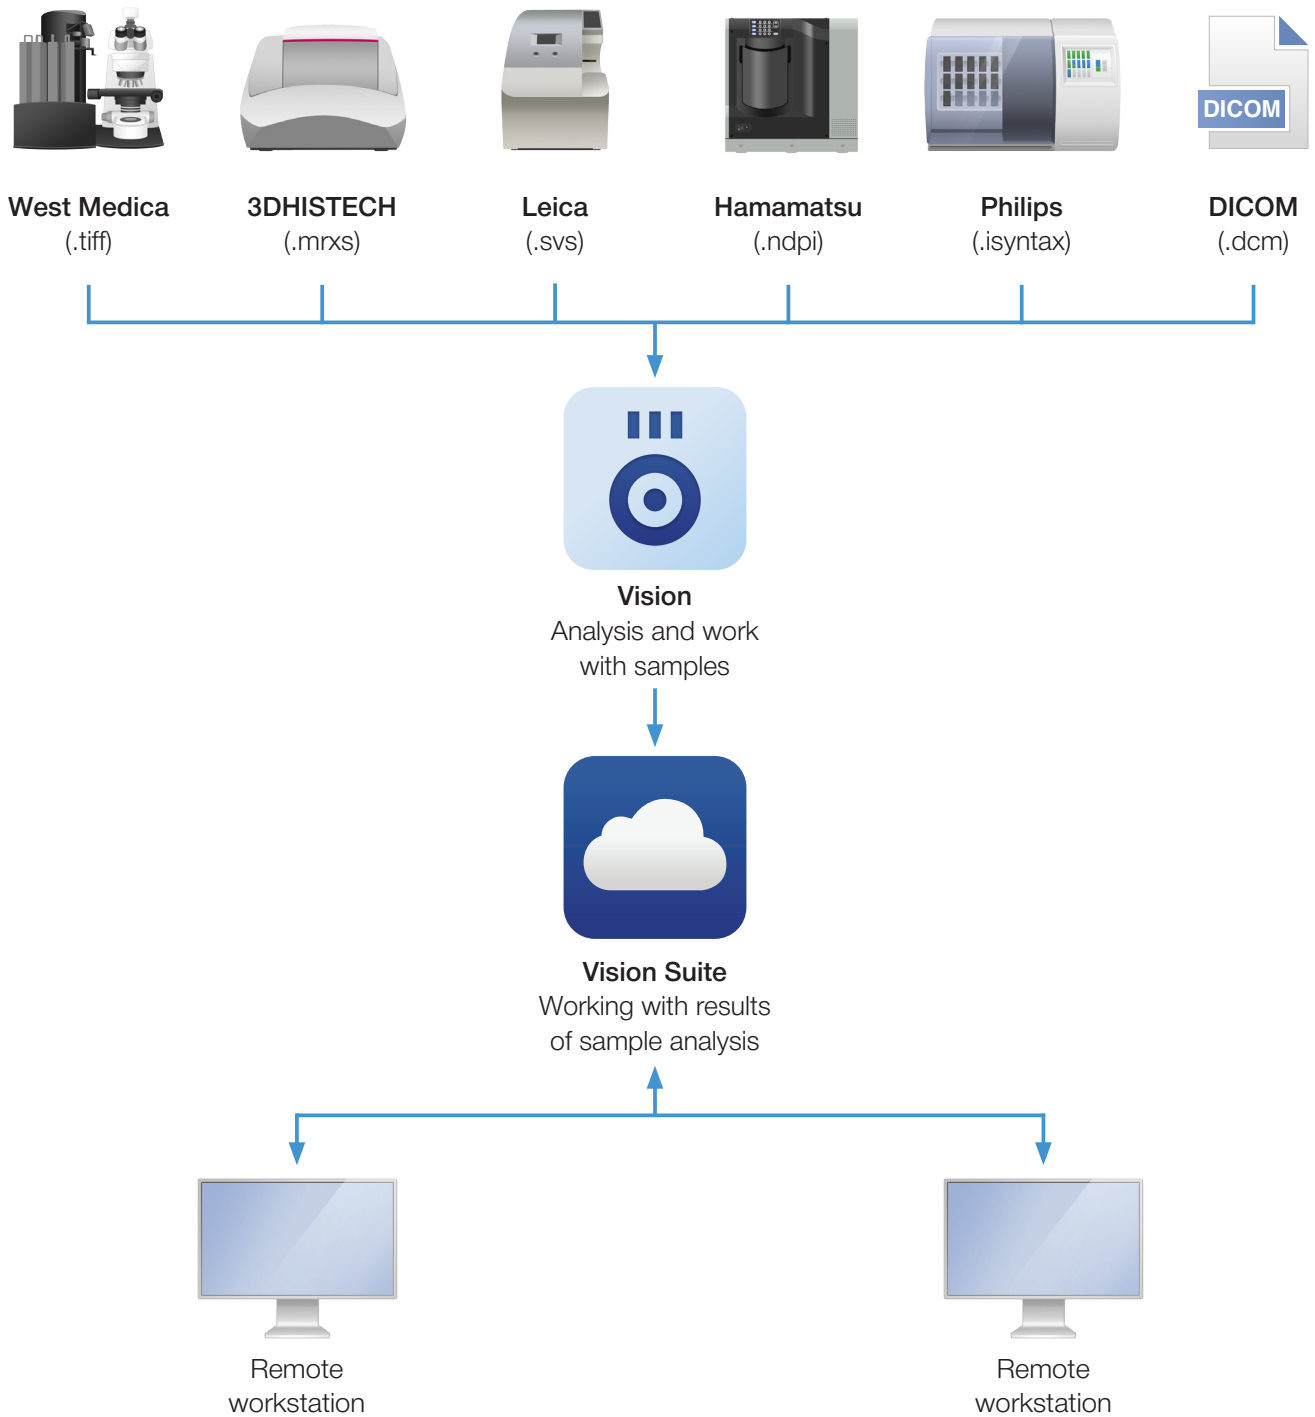 DICOM
West Medica
(.tiff)
3DHISTECH
(.mrxs)
Leica
(.svs)
Hamamatsu
(.ndpi)
Philips
(.isyntax)
DICOM
(.dcm)
Vision
Analysis and work
with samples
Vision Suite
Working with results
of sample analysis
Remote
workstation
Remote
workstation